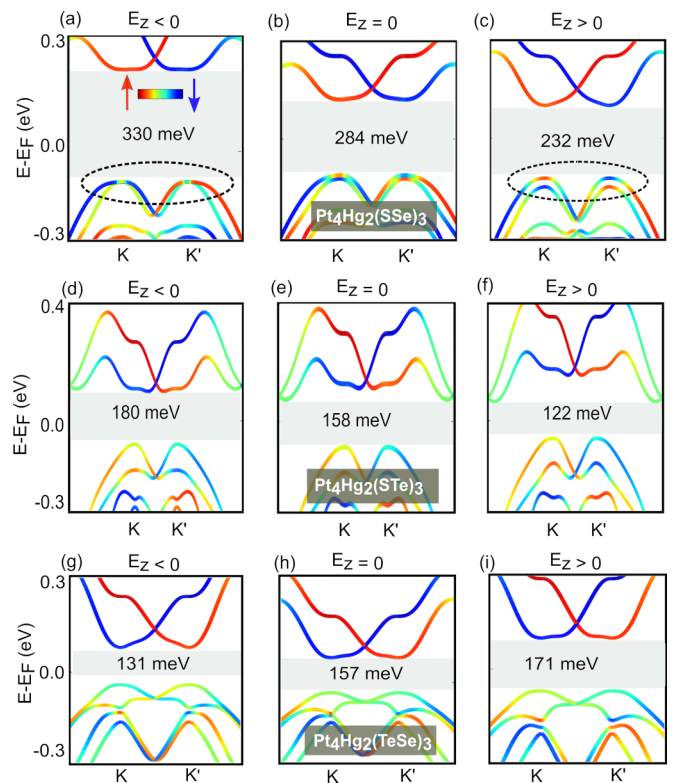 (a) E_Z < 0
(b) E_Z = 0
(c) E_Z > 0
E-E_F (eV)
0.3
0.0
-0.3
330 meV
284 meV
232 meV
Pt₄Hg₂(SSe)₃
K K'
K K'
K K'
(d) E_Z < 0
(e) E_Z = 0
(f) E_Z > 0
E-E_F (eV)
0.4
0.0
-0.3
180 meV
158 meV
122 meV
Pt₄Hg₂(STe)₃
K K'
K K'
K K'
(g) E_Z < 0
(h) E_Z = 0
(i) E_Z > 0
E-E_F (eV)
0.3
0.0
-0.3
131 meV
157 meV
171 meV
Pt₄Hg₂(TeSe)₃
K K'
K K'
K K'